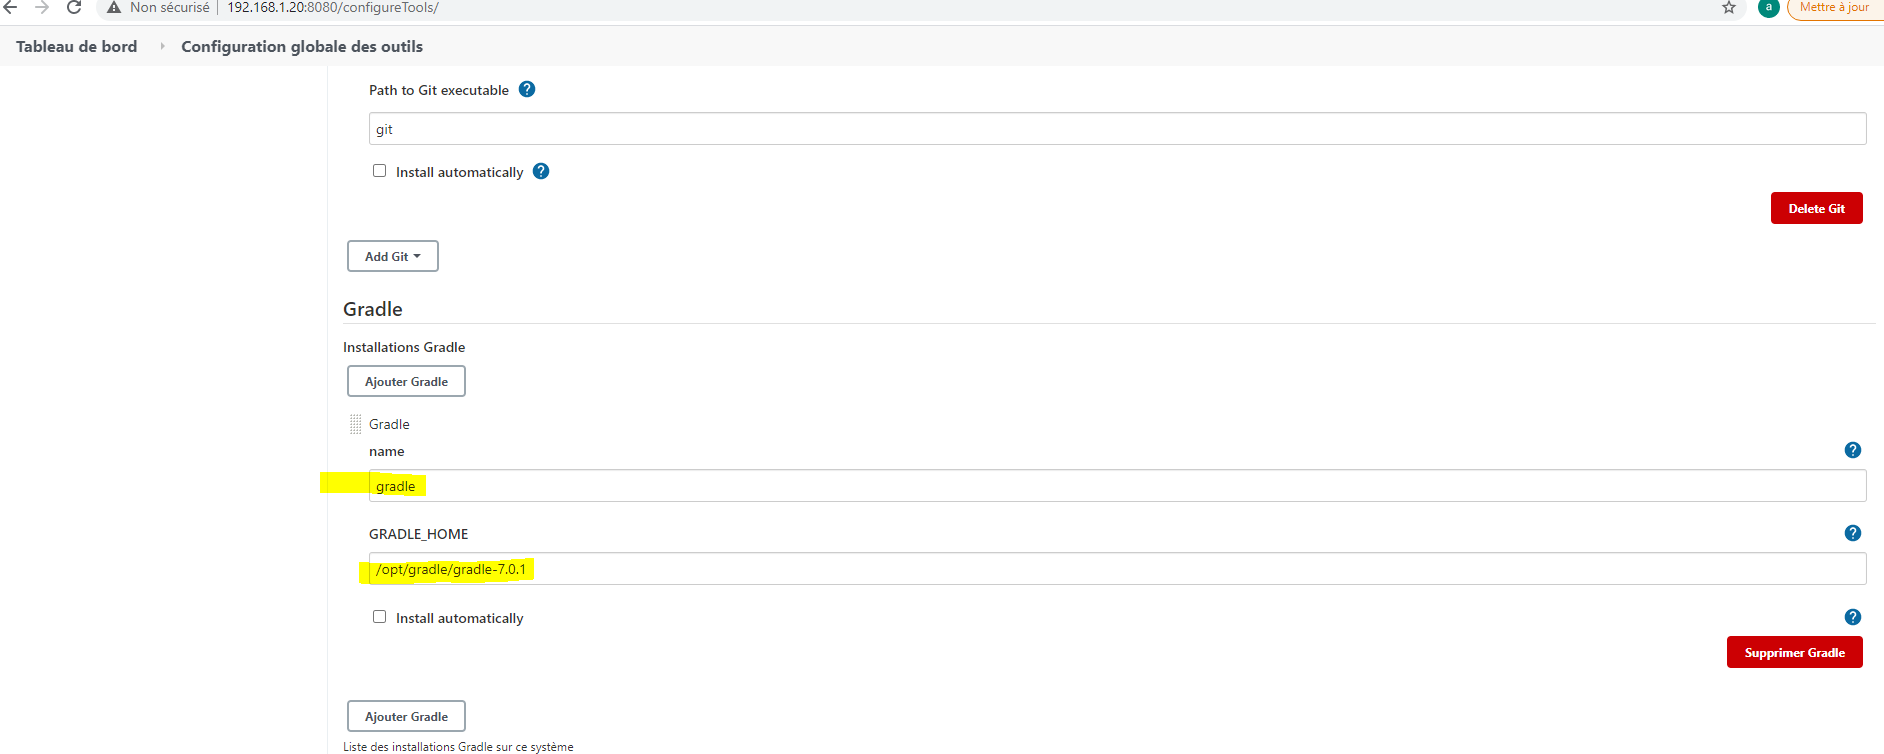 Non sécurisé | 192.168.1.20:8080/configureTools/
a
Mettre à jour
Tableau de bord
Configuration globale des outils
Path to Git executable ?
git
Install automatically ?
Delete Git
Add Git
Gradle
Installations Gradle
Ajouter Gradle
Gradle
name ?
gradle
GRADLE_HOME ?
/opt/gradle/gradle-7.0.1
Install automatically ?
Supprimer Gradle
Ajouter Gradle
Liste des installations Gradle sur ce système